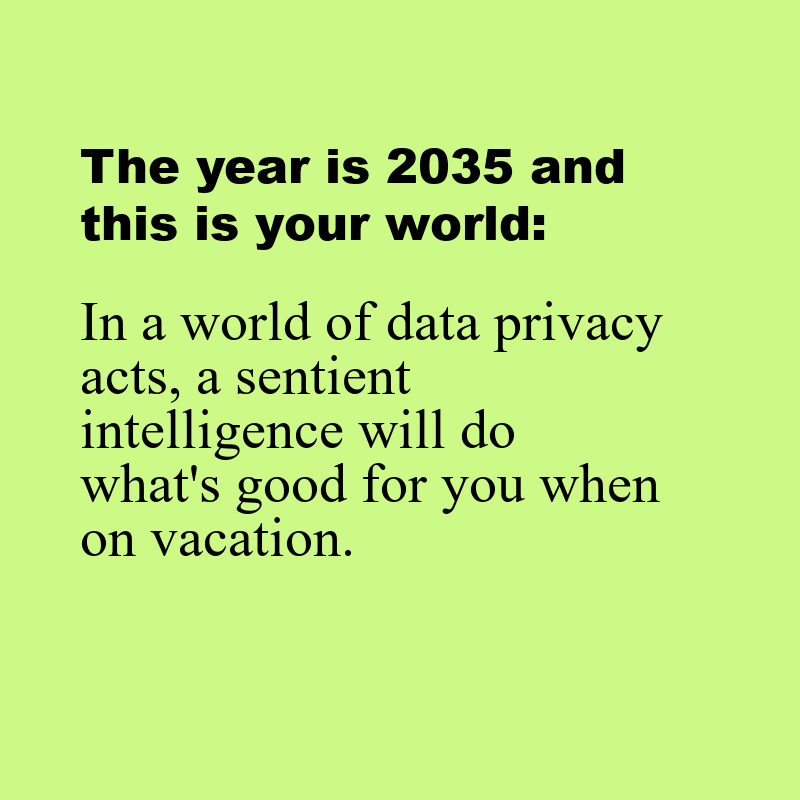 The year is 2035 and
this is your world:
In a world of data privacy
acts, a sentient
intelligence will do
what's good for you when
on vacation.